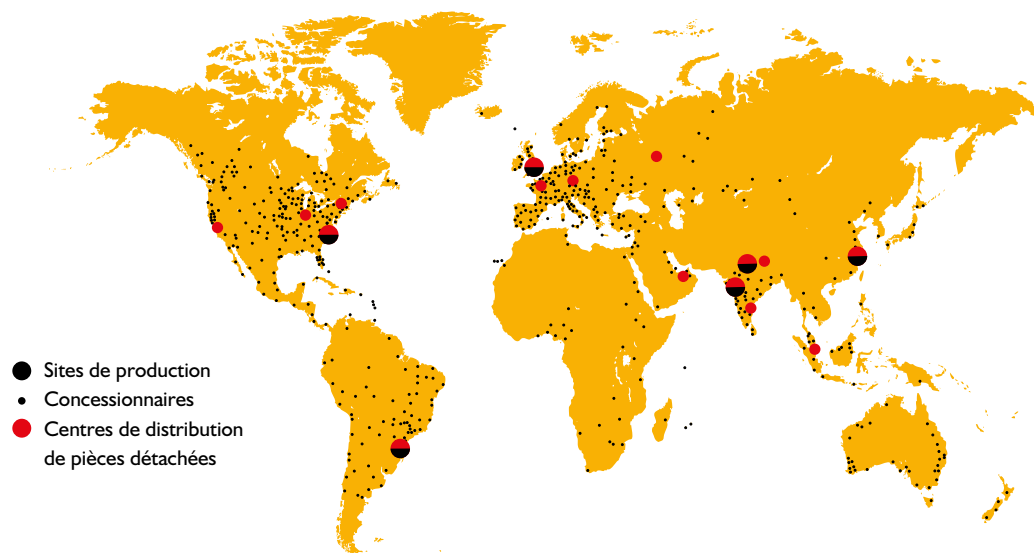 Sites de production
Concessionnaires
Centres de distribution
de pièces détachées